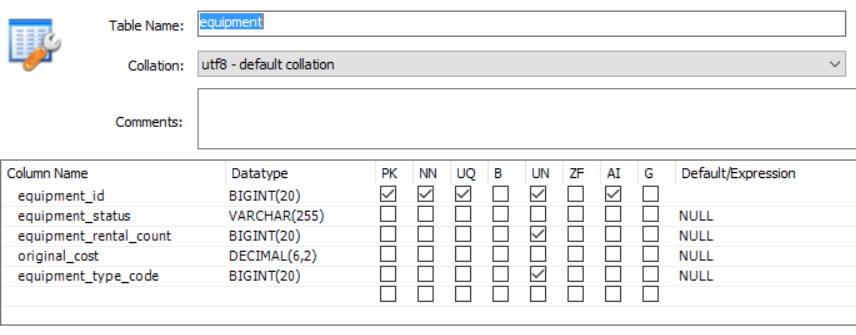 Table Name: equipment
Collation: utf8 - default collation
Comments:
Column Name Datatype PK NN UQ B UN ZF AI G Default/Expression
equipment_id BIGINT(20)
equipment_status VARCHAR(255) NULL
equipment_rental_count BIGINT(20) NULL
original_cost DECIMAL(6,2) NULL
equipment_type_code BIGINT(20) NULL